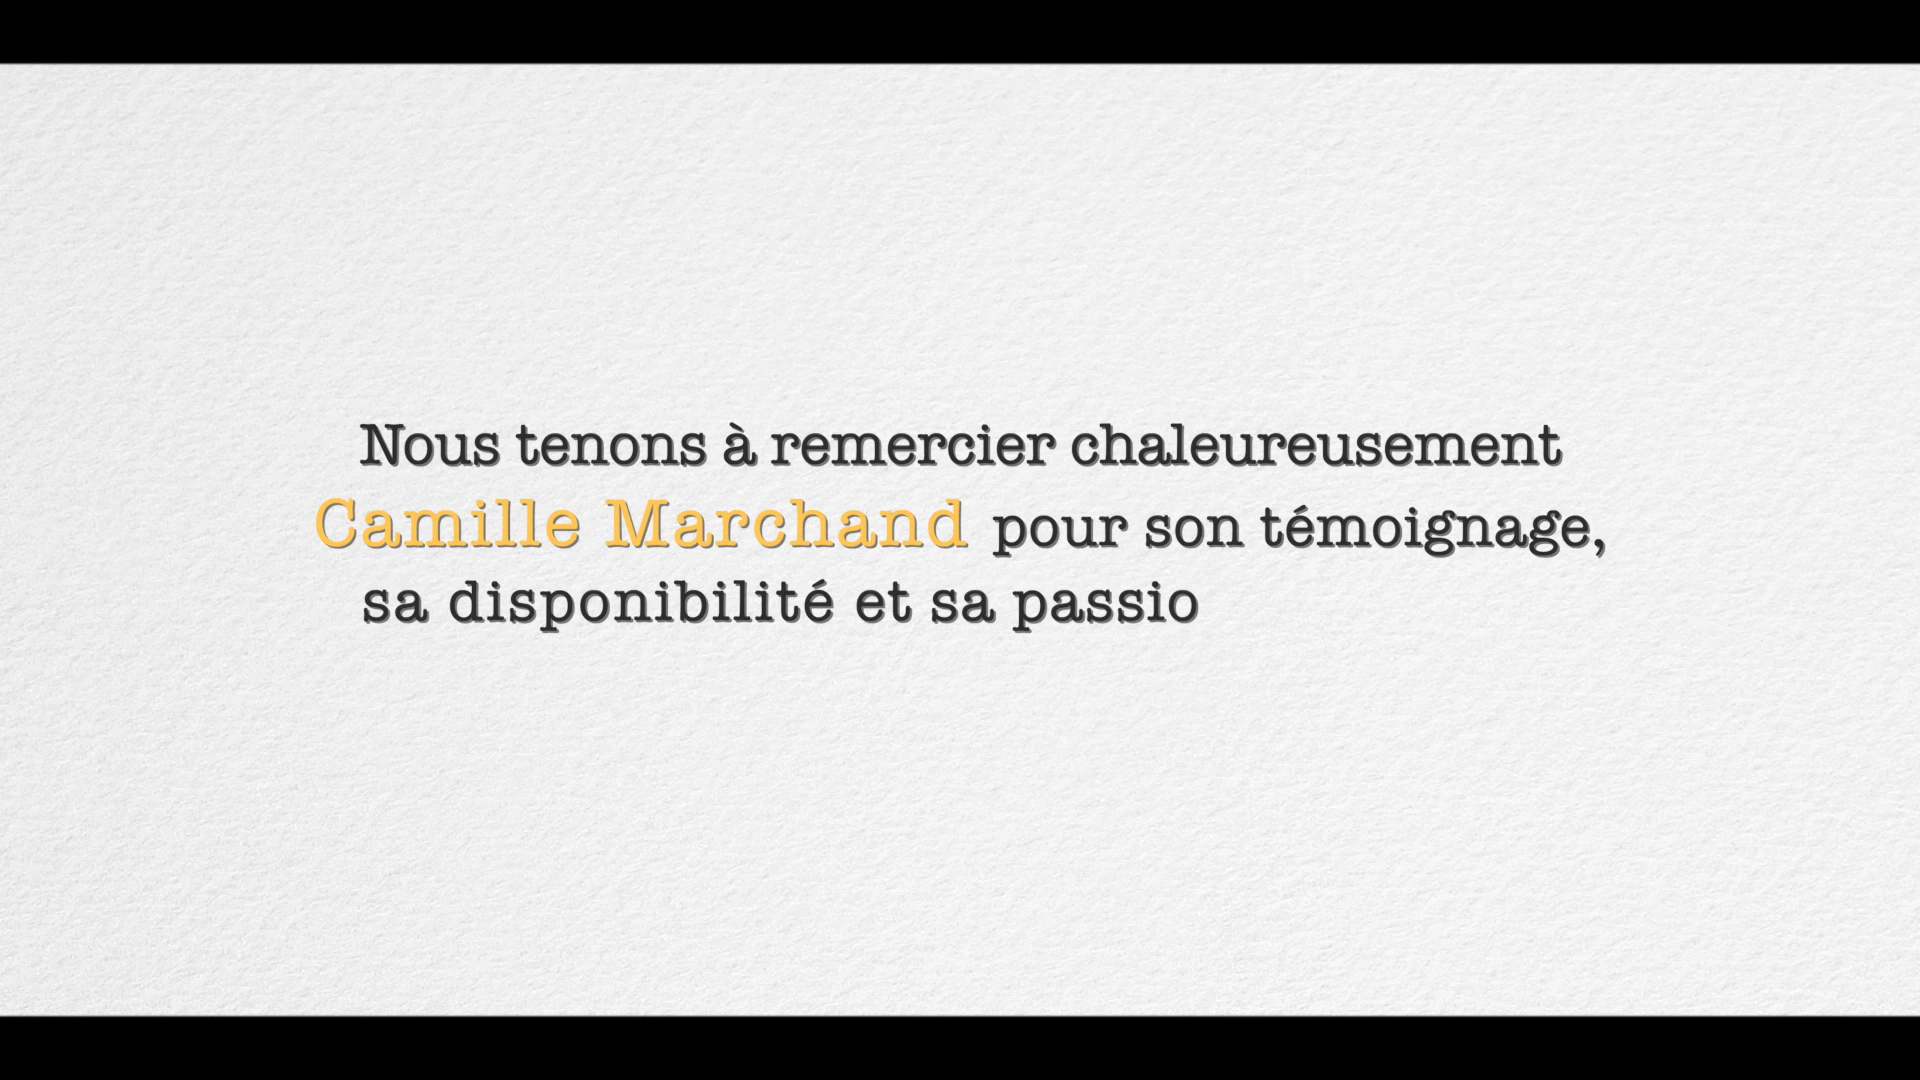 Nous tenons à remercier chaleureusement
Camille Marchand pour son témoignage,
sa disponibilité et sa passio